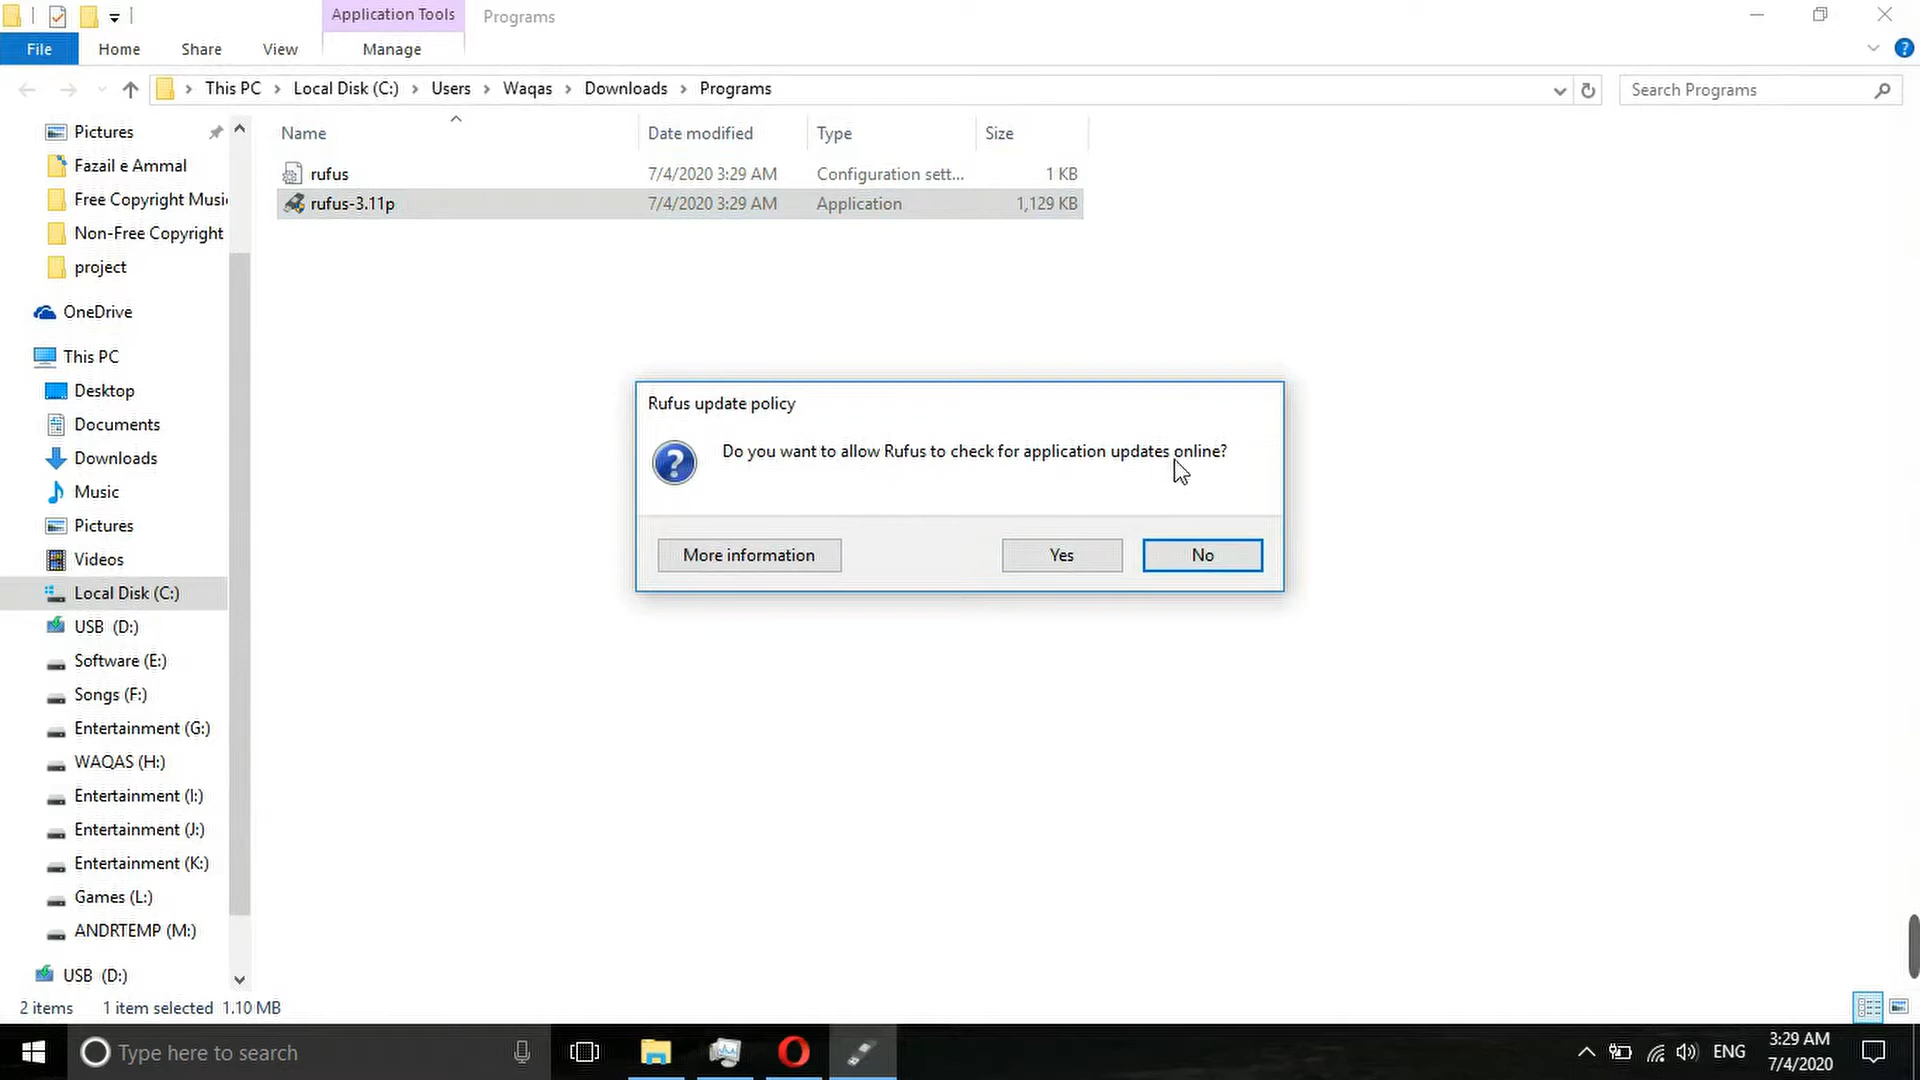 Application Tools
Programs
File
Home
Share
View
Manage
This PC
Local Disk (C:)
Users
Waqas
Downloads
Programs
Search Programs
Name
Date modified
Type
Size
rufus
7/4/2020 3:29 AM
Configuration sett...
1 KB
rufus-3.11p
7/4/2020 3:29 AM
Application
1,129 KB
Pictures
Fazail e Ammal
Free Copyright Musi
Non-Free Copyright
project
OneDrive
This PC
Desktop
Documents
Downloads
Music
Pictures
Videos
Local Disk (C:)
USB (D:)
Software (E:)
Songs (F:)
Entertainment (G:)
WAQAS (H:)
Entertainment (I:)
Entertainment (J:)
Entertainment (K:)
Games (L:)
ANDRTEMP (M:)
USB (D:)
Rufus update policy
Do you want to allow Rufus to check for application updates online?
More information
Yes
No
2 items
1 item selected 1.10 MB
Type here to search
ENG
3:29 AM
7/4/2020